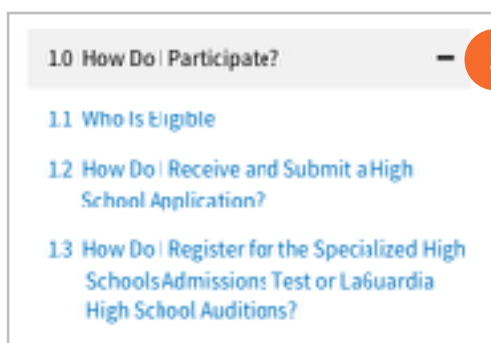 1.0 How Do I Participate?
1.1 Who Is Eligible
1.2 How Do I Receive and Submit a High
School Application?
1.3 How Do I Register for the Specialized High
Schools Admissions Test or LaGuardia
High School Auditions?